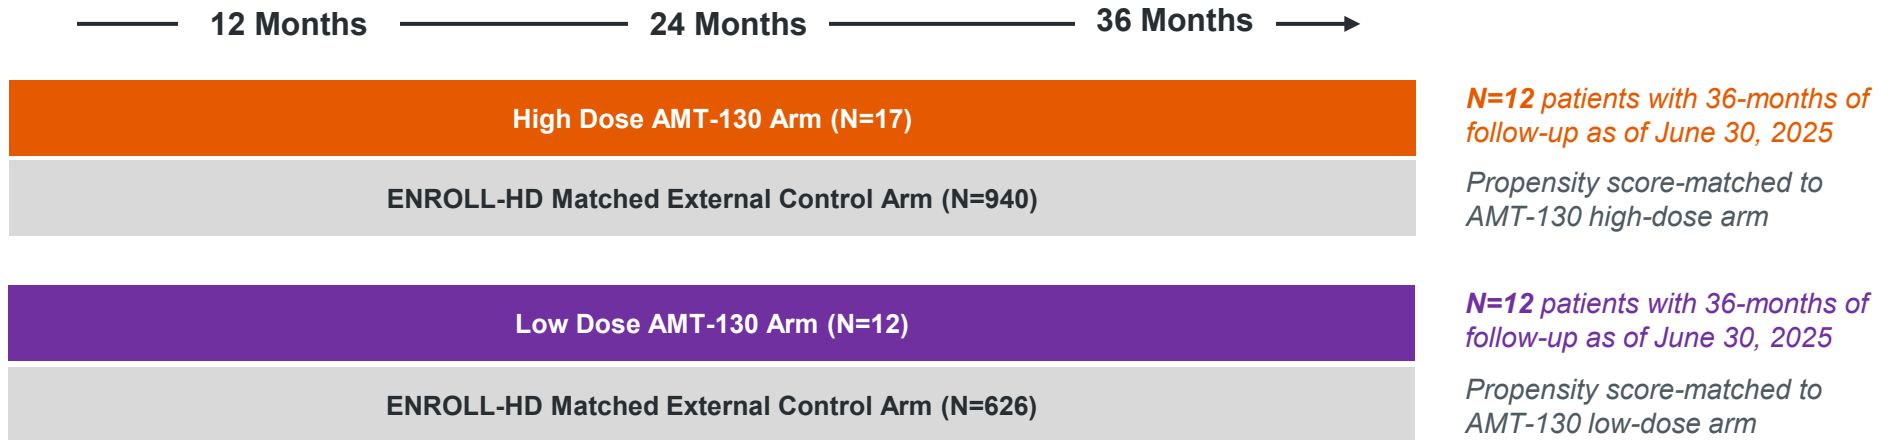 12 Months
24 Months
36 Months
High Dose AMT-130 Arm (N=17)
N=12 patients with 36-months of
follow-up as of June 30, 2025
ENROLL-HD Matched External Control Arm (N=940)
Propensity score-matched to
AMT-130 high-dose arm
Low Dose AMT-130 Arm (N=12)
N=12 patients with 36-months of
follow-up as of June 30, 2025
ENROLL-HD Matched External Control Arm (N=626)
Propensity score-matched to
AMT-130 low-dose arm